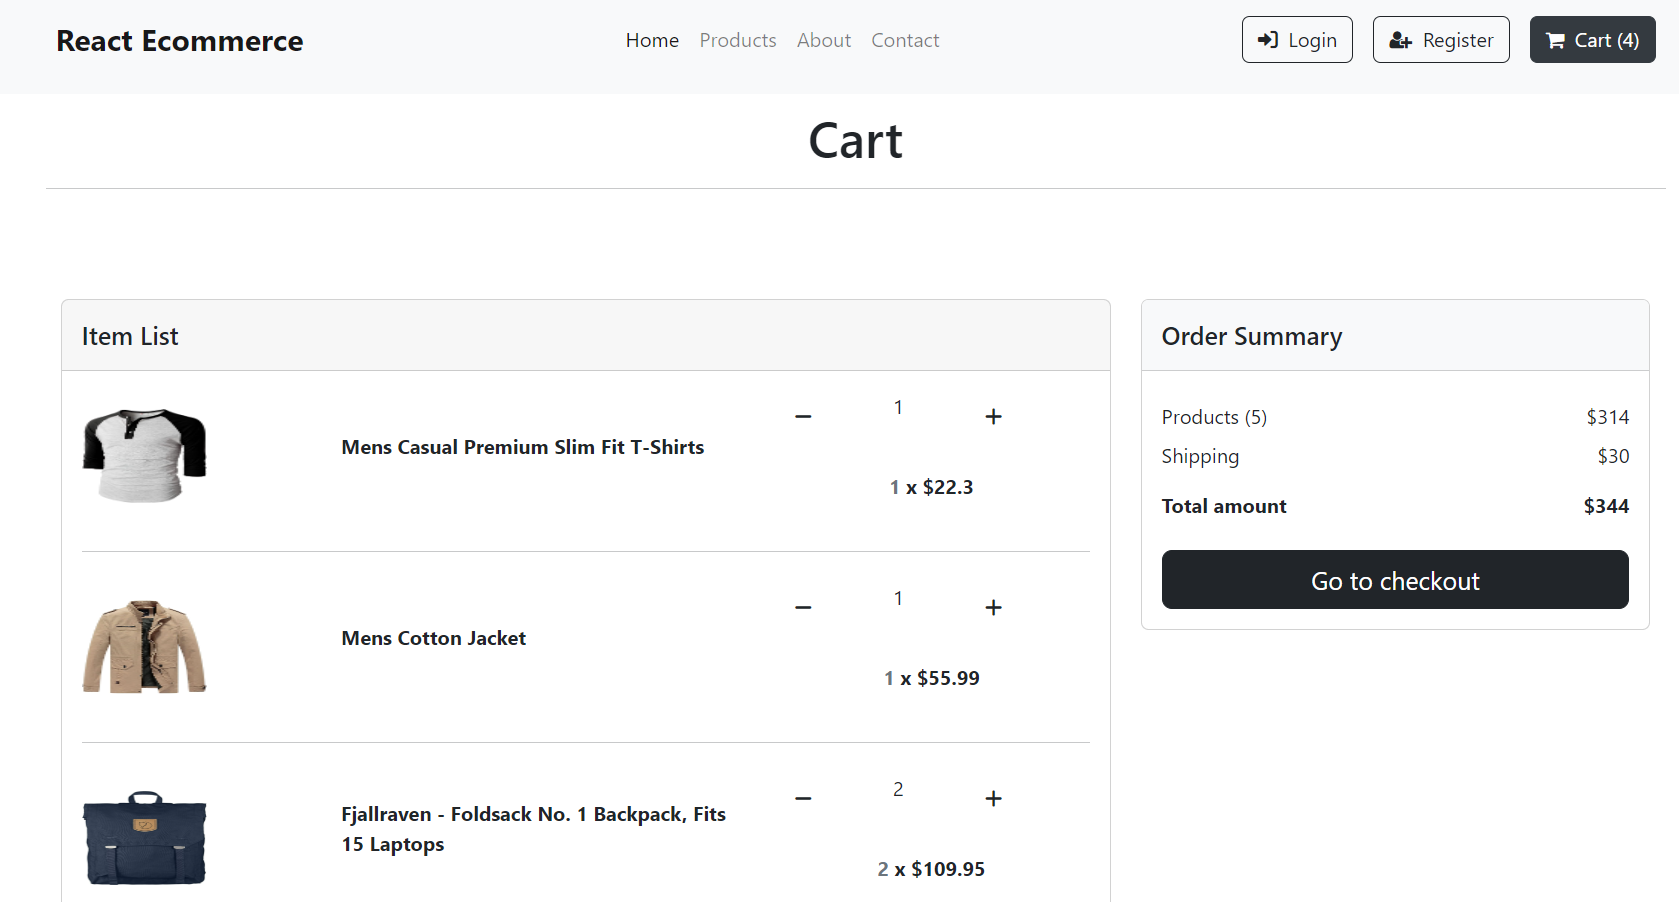 React Ecommerce
Home Products About Contact
Login Register Cart (4)
Cart
Item List
Mens Casual Premium Slim Fit T-Shirts
1
1 x $22.3
Mens Cotton Jacket
1
1 x $55.99
Fjallraven - Foldsack No. 1 Backpack, Fits
15 Laptops
2
2 x $109.95
Order Summary
Products (5) $314
Shipping $30
Total amount $344
Go to checkout